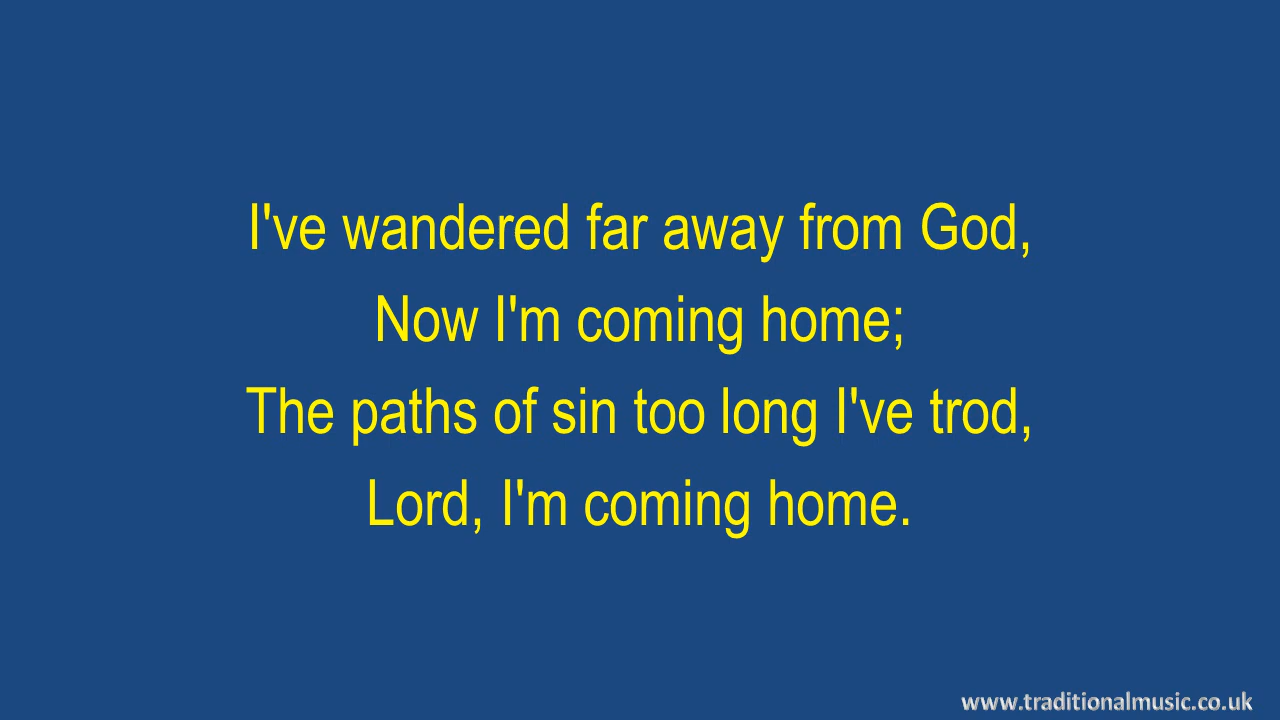 I've wandered far away from God,
Now I'm coming home;
The paths of sin too long I've trod,
Lord, I'm coming home.
www.traditionalmusic.co.uk